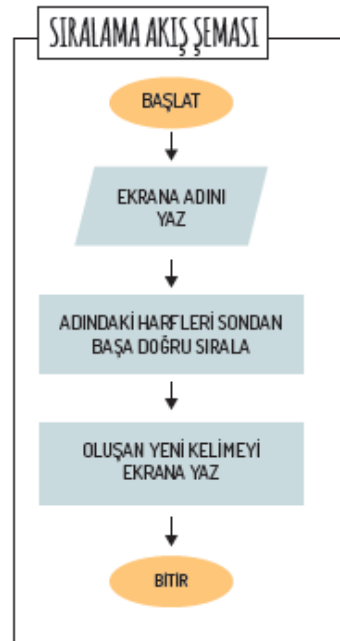 SIRALAMA AKIŞ ŞEMASI
BAŞLAT
EKRANA ADINI
YAZ
ADINDAKİ HARFLERİ SONDAN
BAŞA DOĞRU SIRALA
OLUŞAN YENİ KELİMEYİ
EKRANA YAZ
BİTİR